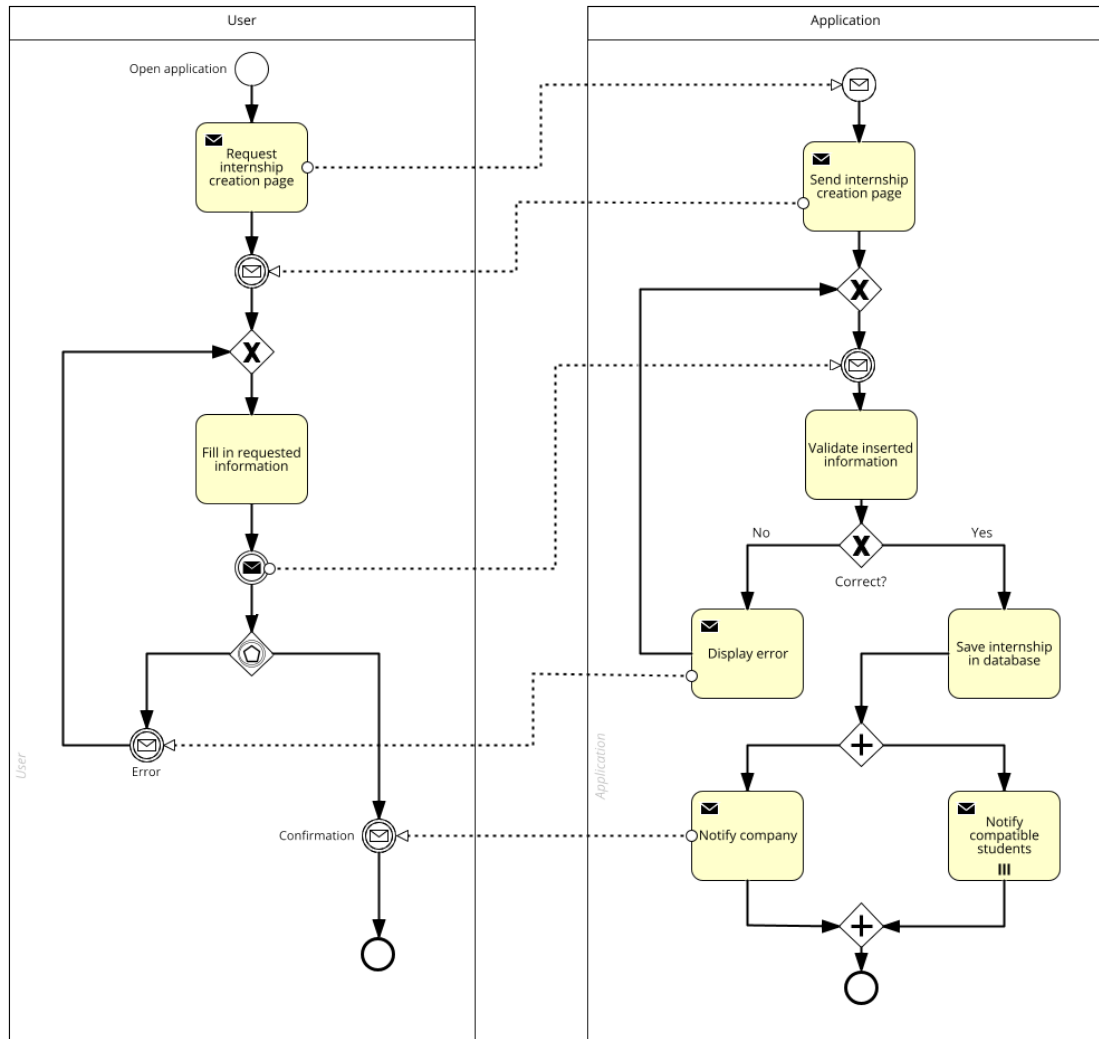 User
Application
Open application
Request
internship
creation page
Send internship
creation page
Fill in requested
information
Validate inserted
information
No
Yes
Correct?
Display error
Save internship
in database
User
Application
Error
Confirmation
Notify company
Notify
compatible
students